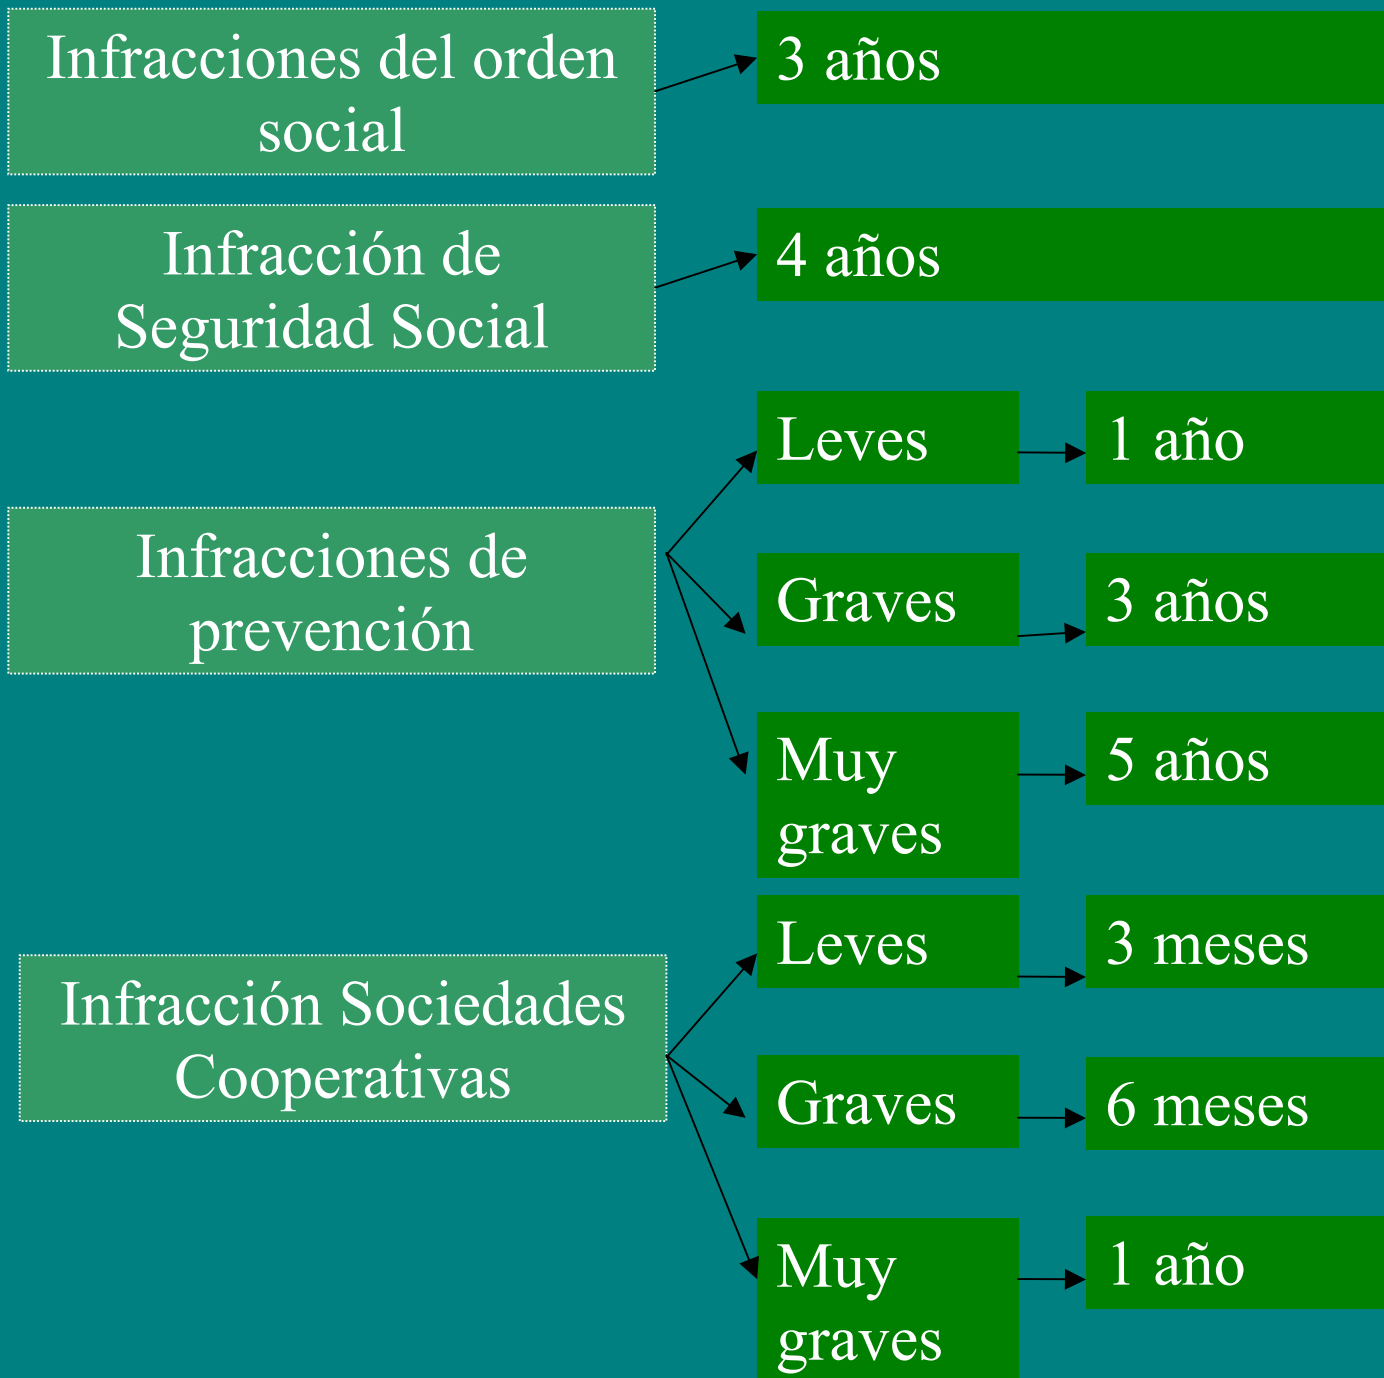 Infracciones del orden
social
3 años
Infracción de
Seguridad Social
4 años
Infracciones de
prevención
Leves
1 año
Graves
3 años
Muy
graves
5 años
Infracción Sociedades
Cooperativas
Leves
3 meses
Graves
6 meses
Muy
graves
1 año